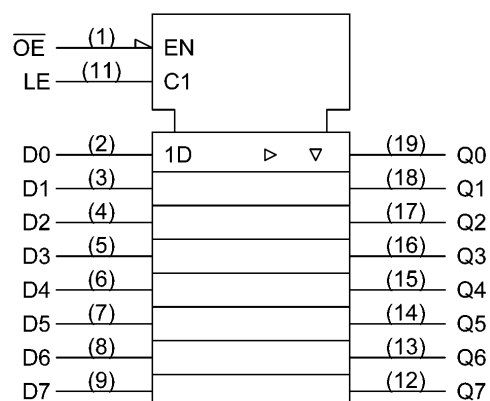 OE (1) EN
LE (11) C1
D0 (2) 1D (19) Q0
D1 (3) (18) Q1
D2 (4) (17) Q2
D3 (5) (16) Q3
D4 (6) (15) Q4
D5 (7) (14) Q5
D6 (8) (13) Q6
D7 (9) (12) Q7